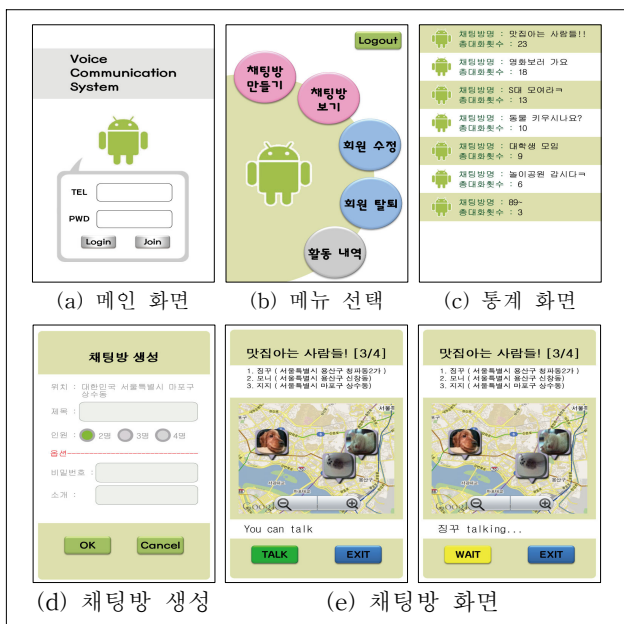 Voice
Communication
System
TEL
PWD
Login
Join
(a) 메인 화면
Logout
채팅방
만들기
채팅방
보기
회원 수정
회원 탈퇴
활동 내역
(b) 메뉴 선택
채팅방명 : 맛집아는 사람들!!
총대화횟수 : 23
채팅방명 : 영화보러 가요
총대화횟수 : 18
채팅방명 : S대 모여라ㅋ
총대화횟수 : 13
채팅방명 : 동물 키우시나요?
총대화횟수 : 10
채팅방명 : 대학생 모임
총대화횟수 : 9
채팅방명 : 놀이공원 갑시다ㅋ
총대화횟수 : 6
채팅방명 : 89~
총대화횟수 : 3
(c) 통계 화면
채팅방 생성
위치 : 대한민국 서울특별시 마포구
상수동
제목 :
인원 : 2명 3명 4명
옵션
비밀번호 :
소개 :
OK
Cancel
(d) 채팅방 생성
맛집아는 사람들! [3/4]
1. 징꾸 ( 서울특별시 용산구 청파동2가 )
2. 모니 ( 서울특별시 용산구 신창동)
3. 지지 ( 서울특별시 마포구 상수동)
서울
용산구
Google
You can talk
TALK
EXIT
맛집아는 사람들! [3/4]
1. 징꾸 ( 서울특별시 용산구 청파동2가 )
2. 모니 ( 서울특별시 용산구 신창동)
3. 지지 ( 서울특별시 마포구 상수동)
서울
용산구
Google
징꾸 talking...
WAIT
EXIT
(e) 채팅방 화면